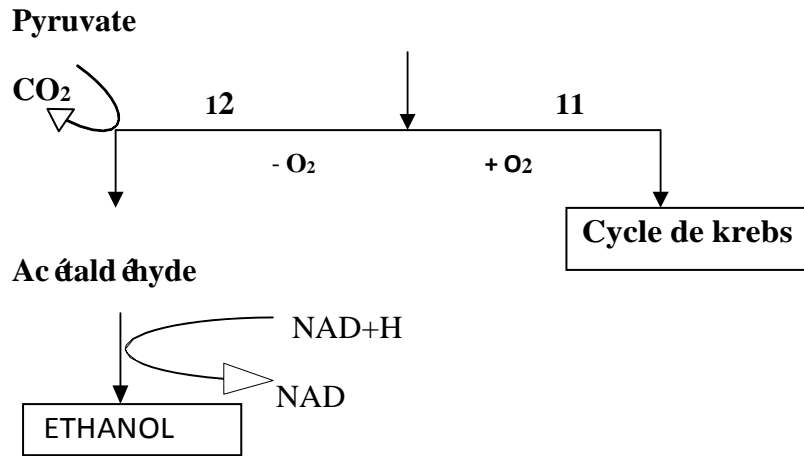 Pyruvate
CO₂
12 11
- O₂ + O₂
Cycle de krebs
Acétaldéhyde
NAD+H
NAD
ETHANOL